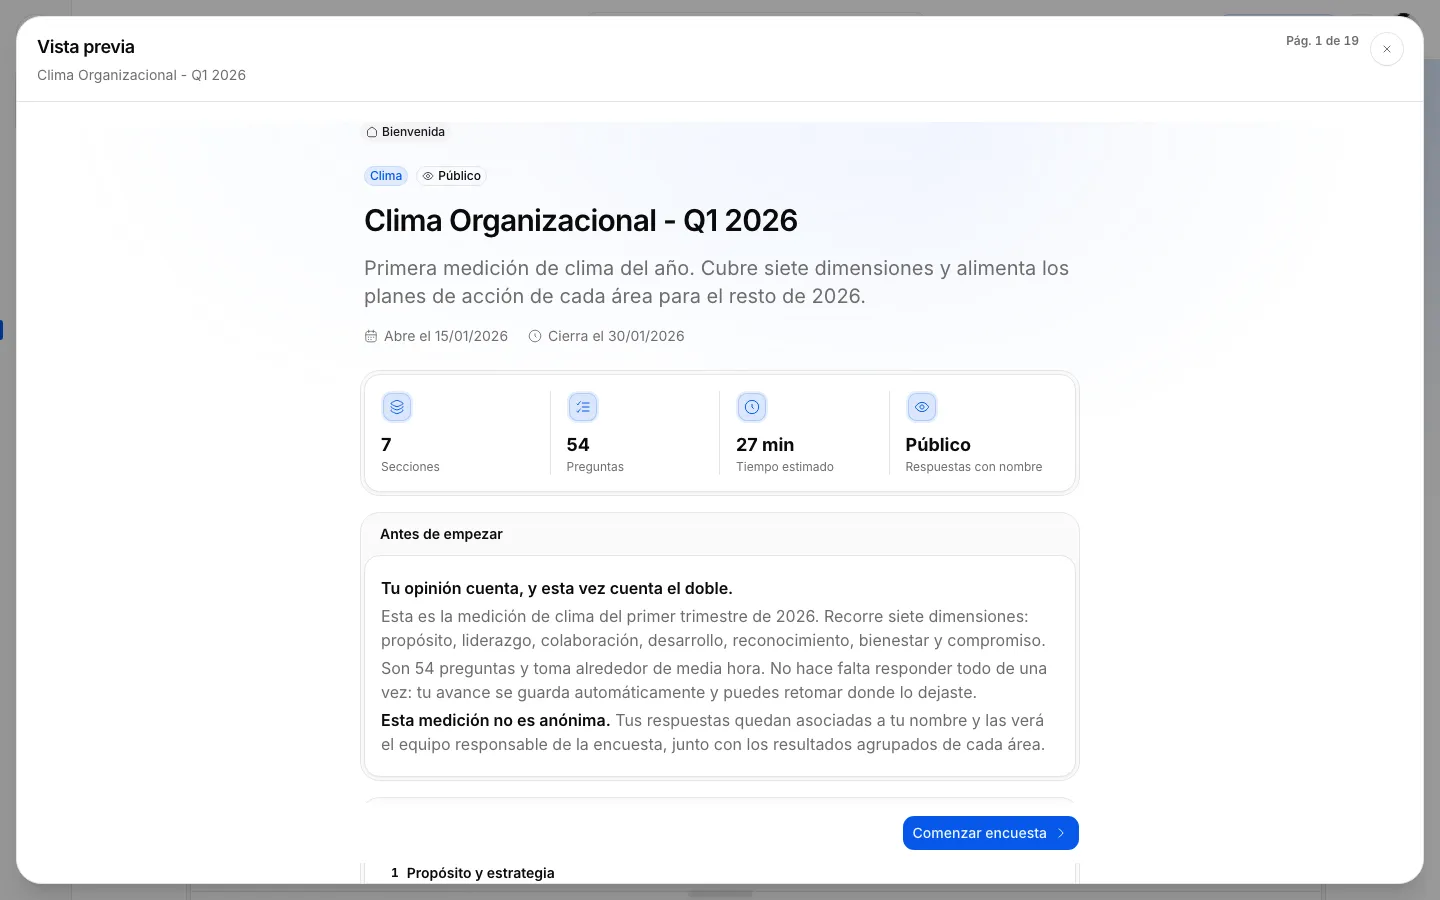 Vista previa
Clima Organizacional - Q1 2026
Pág. 1 de 19
Bienvenida
Clima
Público
Clima Organizacional - Q1 2026
Primera medición de clima del año. Cubre siete dimensiones y alimenta los
planes de acción de cada área para el resto de 2026.
Abre el 15/01/2026
Cierra el 30/01/2026
7
Secciones
54
Preguntas
27 min
Tiempo estimado
Público
Respuestas con nombre
Antes de empezar
Tu opinión cuenta, y esta vez cuenta el doble.
Esta es la medición de clima del primer trimestre de 2026. Recorre siete dimensiones:
propósito, liderazgo, colaboración, desarrollo, reconocimiento, bienestar y compromiso.
Son 54 preguntas y toma alrededor de media hora. No hace falta responder todo de una
vez: tu avance se guarda automáticamente y puedes retomar donde lo dejaste.
Esta medición no es anónima. Tus respuestas quedan asociadas a tu nombre y las verá
el equipo responsable de la encuesta, junto con los resultados agrupados de cada área.
Comenzar encuesta
1 Propósito y estrategia